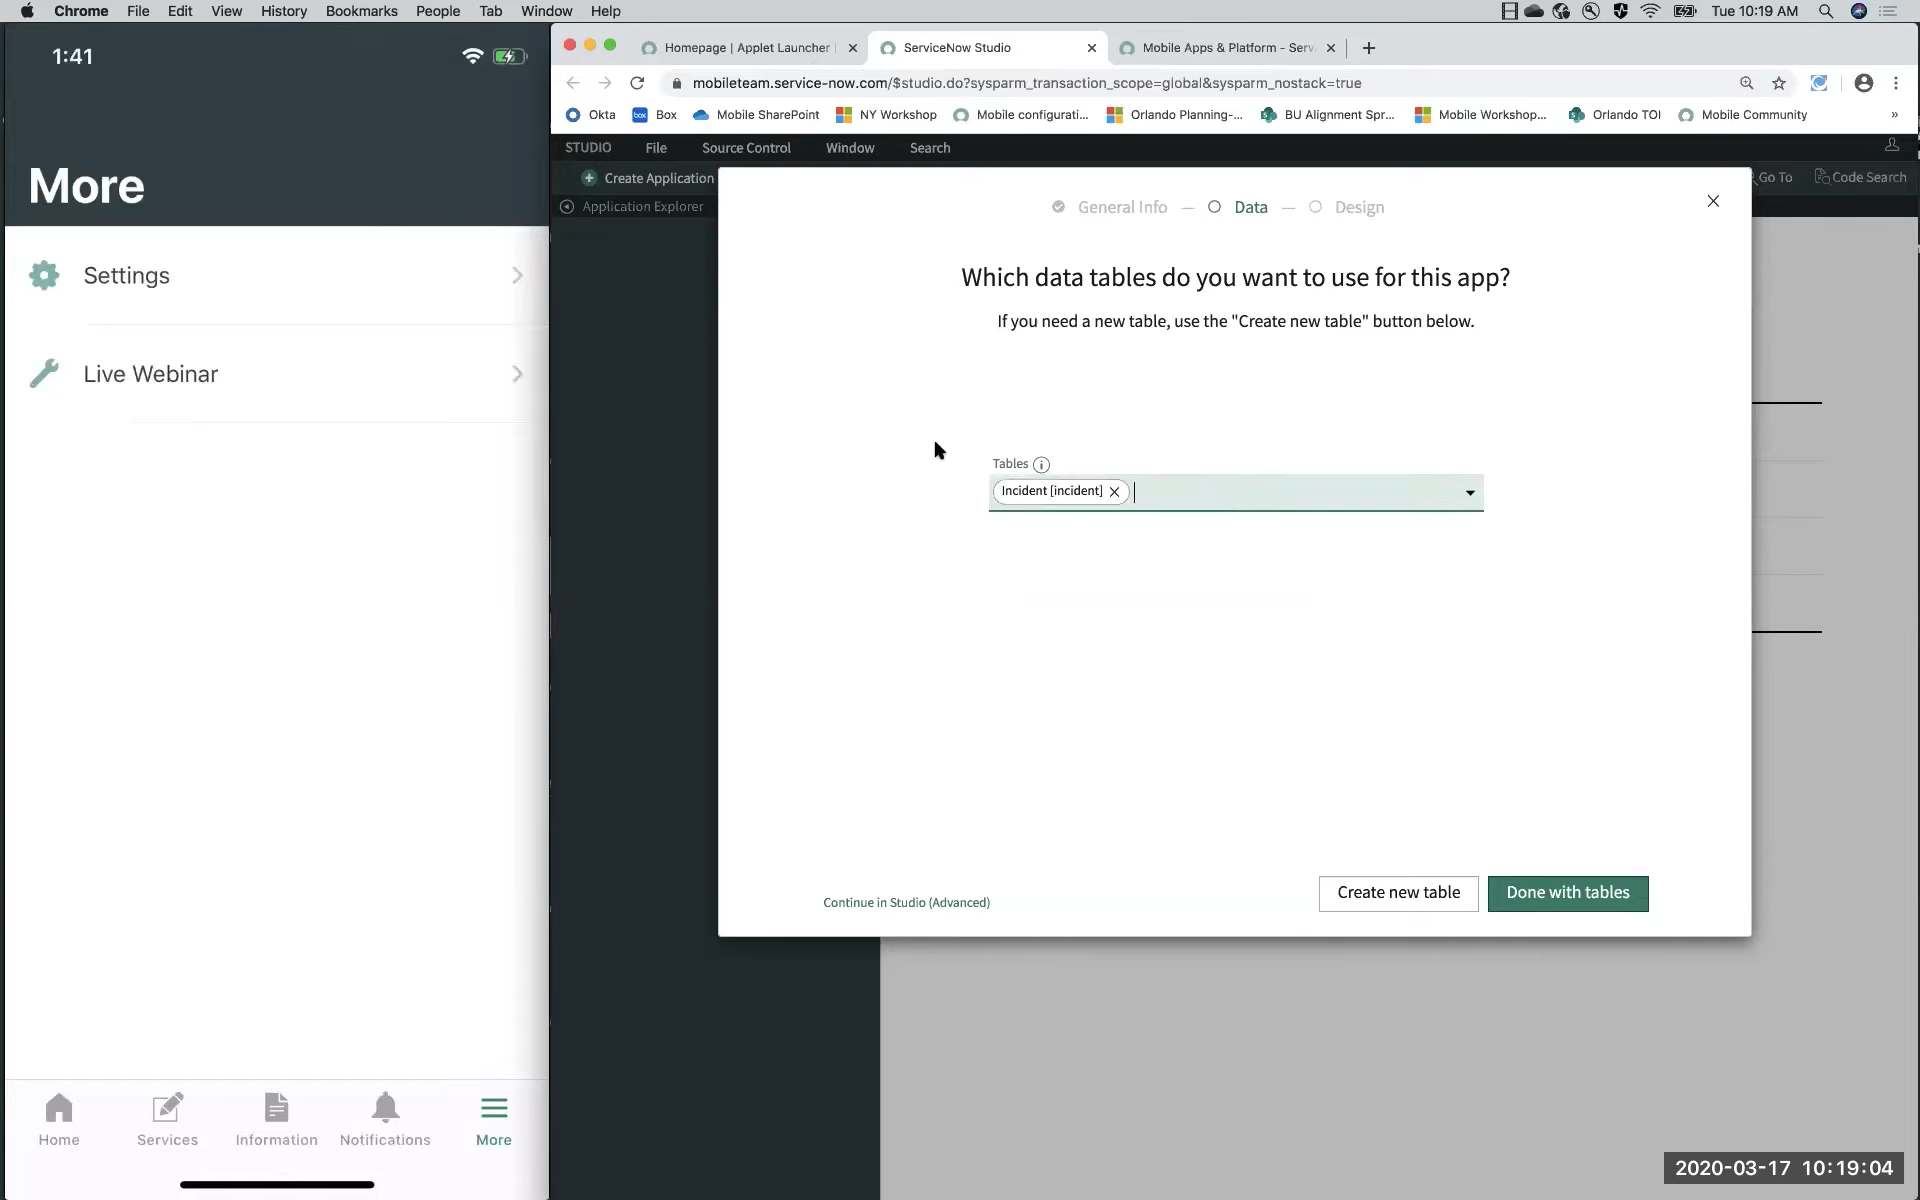 Chrome File Edit View History Bookmarks People Tab Window Help Tue 10:19 AM
1:41
More
Settings
Live Webinar
Home Services Information Notifications More
Homepage | Applet Launcher ServiceNow Studio Mobile Apps & Platform - Serv
mobileteam.service-now.com/$studio.do?sysparm_transaction_scope=global&sysparm_nostack=true
Okta box Box Mobile SharePoint NY Workshop Mobile configurati... Orlando Planning-... BU Alignment Spr... Mobile Workshop... Orlando TOI Mobile Community »
STUDIO File Source Control Window Search
Create Application Go To Code Search
Application Explorer
General Info — Data — Design
Which data tables do you want to use for this app?
If you need a new table, use the "Create new table" button below.
Tables
Incident [incident]
Continue in Studio (Advanced) Create new table Done with tables
2020-03-17 10:19:04